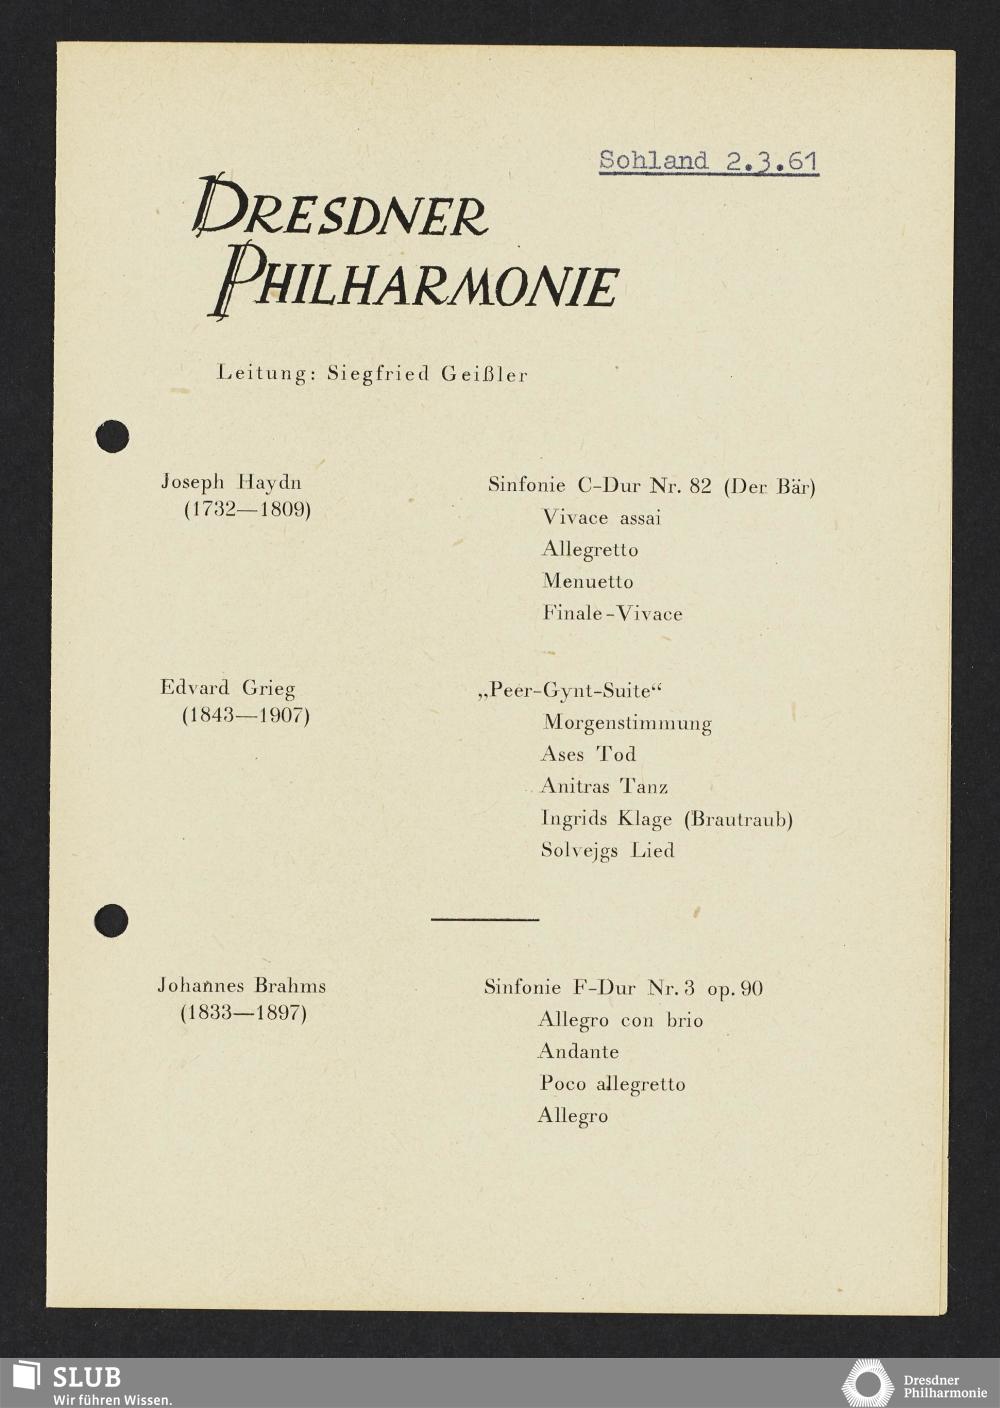 Sohland 2.3.61
DRESDNER
PHILHARMONIE
Leitung: Siegfried Geißler
Joseph Haydn
(1732—1809)
Sinfonie C-Dur Nr. 82 (Der Bär)
Vivace assai
Allegretto
Menuetto
Finale-Vivace
Edvard Grieg
(1843—1907)
„Peer-Gynt-Suite“
Morgenstimmung
Ases Tod
Anitras Tanz
Ingrids Klage (Brautraub)
Solvejgs Lied
Johannes Brahms
(1833—1897)
Sinfonie F-Dur Nr. 3 op. 90
Allegro con brio
Andante
Poco allegretto
Allegro
SLUB
Wir führen Wissen.
Dresdner
Philharmonie